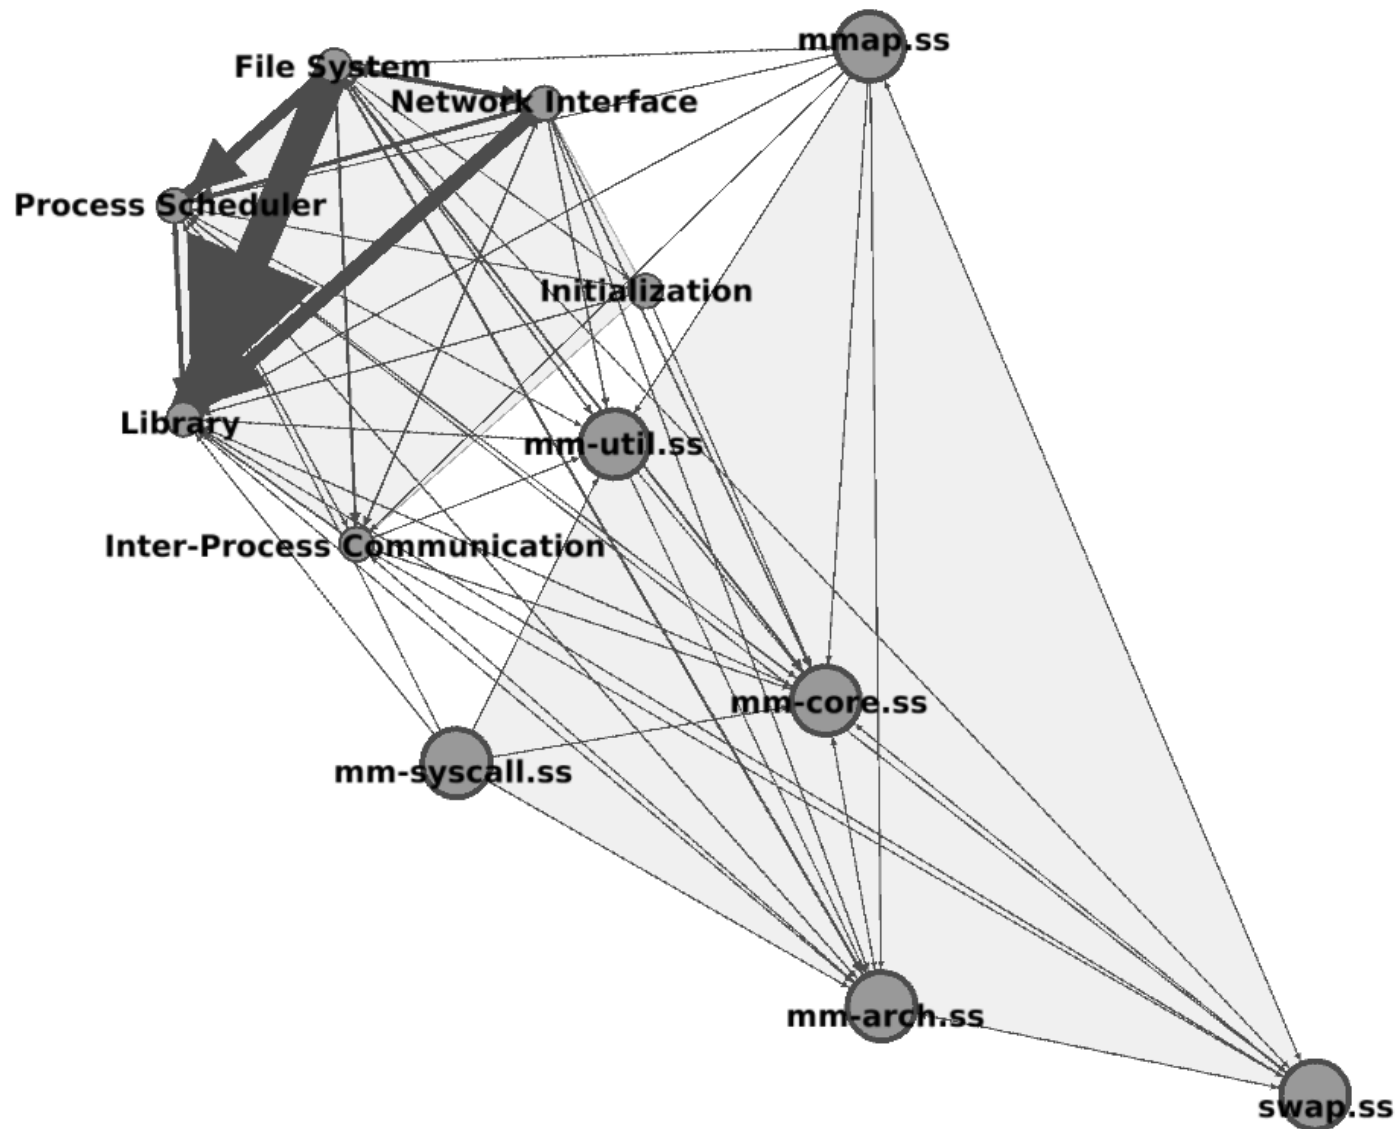 mmap.ss
File System
Network Interface
Process Scheduler
Initialization
Library
mm-util.ss
Inter-Process Communication
mm-core.ss
mm-syscall.ss
mm-arch.ss
swap.ss